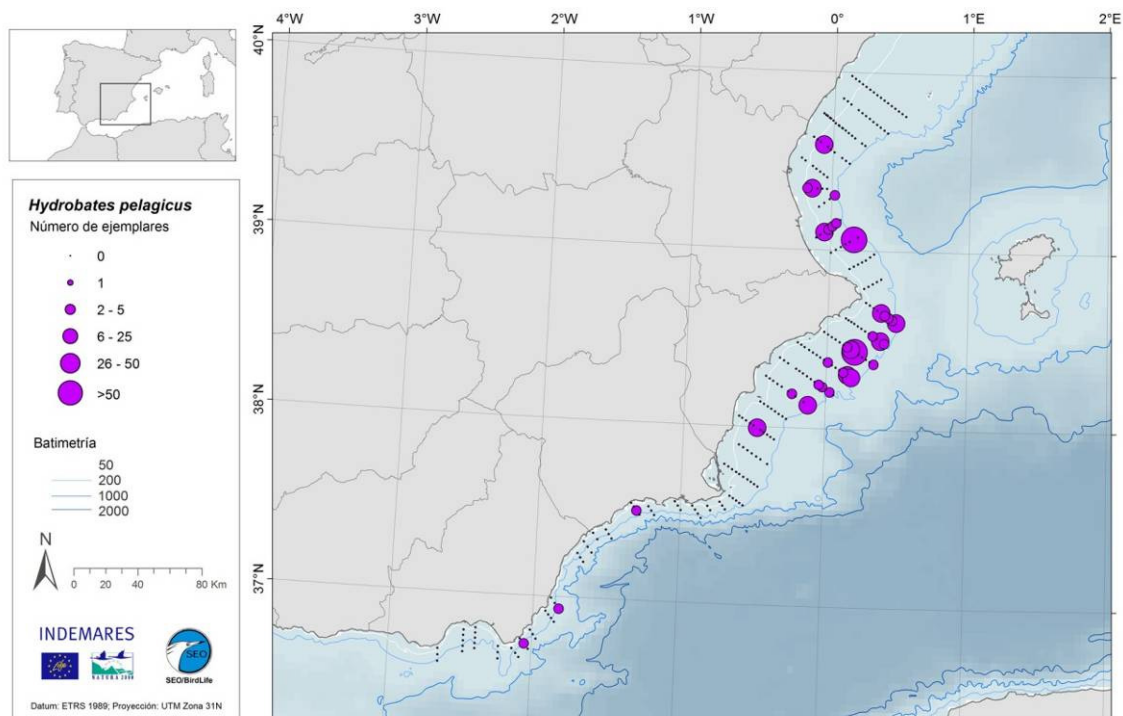 4°W 3°W 2°W 1°W 0° 1°E 2°E
40°N
39°N
38°N
37°N
Hydrobates pelagicus
Número de ejemplares
0
1
2 - 5
6 - 25
26 - 50
>50
Batimetría
50
200
1000
2000
N
0 20 40 80 Km
INDEMARES
NATURA 2000
SEO
SEO/BirdLife
Datum: ETRS 1989; Proyección: UTM Zona 31N